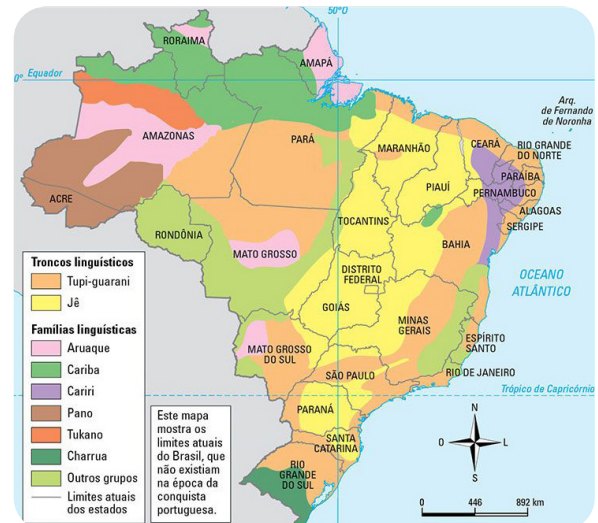 50°O
RORAIMA
AMAPÁ
0° Equador
Arq.
de Fernando
de Noronha
AMAZONAS
PARÁ
MARANHÃO
CEARÁ
RIO GRANDE
DO NORTE
PARAÍBA
PERNAMBUCO
PIAUÍ
ACRE
ALAGOAS
SERGIPE
TOCANTINS
RONDÔNIA
BAHIA
MATO GROSSO
DISTRITO
FEDERAL
OCEANO
ATLÂNTICO
GOIÁS
MINAS
GERAIS
ESPÍRITO
SANTO
MATO GROSSO
DO SUL
RIO DE JANEIRO
SÃO PAULO
Trópico de Capricórnio
PARANÁ
SANTA
CATARINA
RIO
GRANDE
DO SUL
Troncos linguísticos
Tupi-guarani
Jê
Famílias linguísticas
Aruaque
Cariba
Cariri
Pano
Tukano
Charrua
Outros grupos
Limites atuais
dos estados
Este mapa
mostra os
limites atuais
do Brasil, que
não existiam
na época da
conquista
portuguesa.
N
O
L
S
0 446 892 km